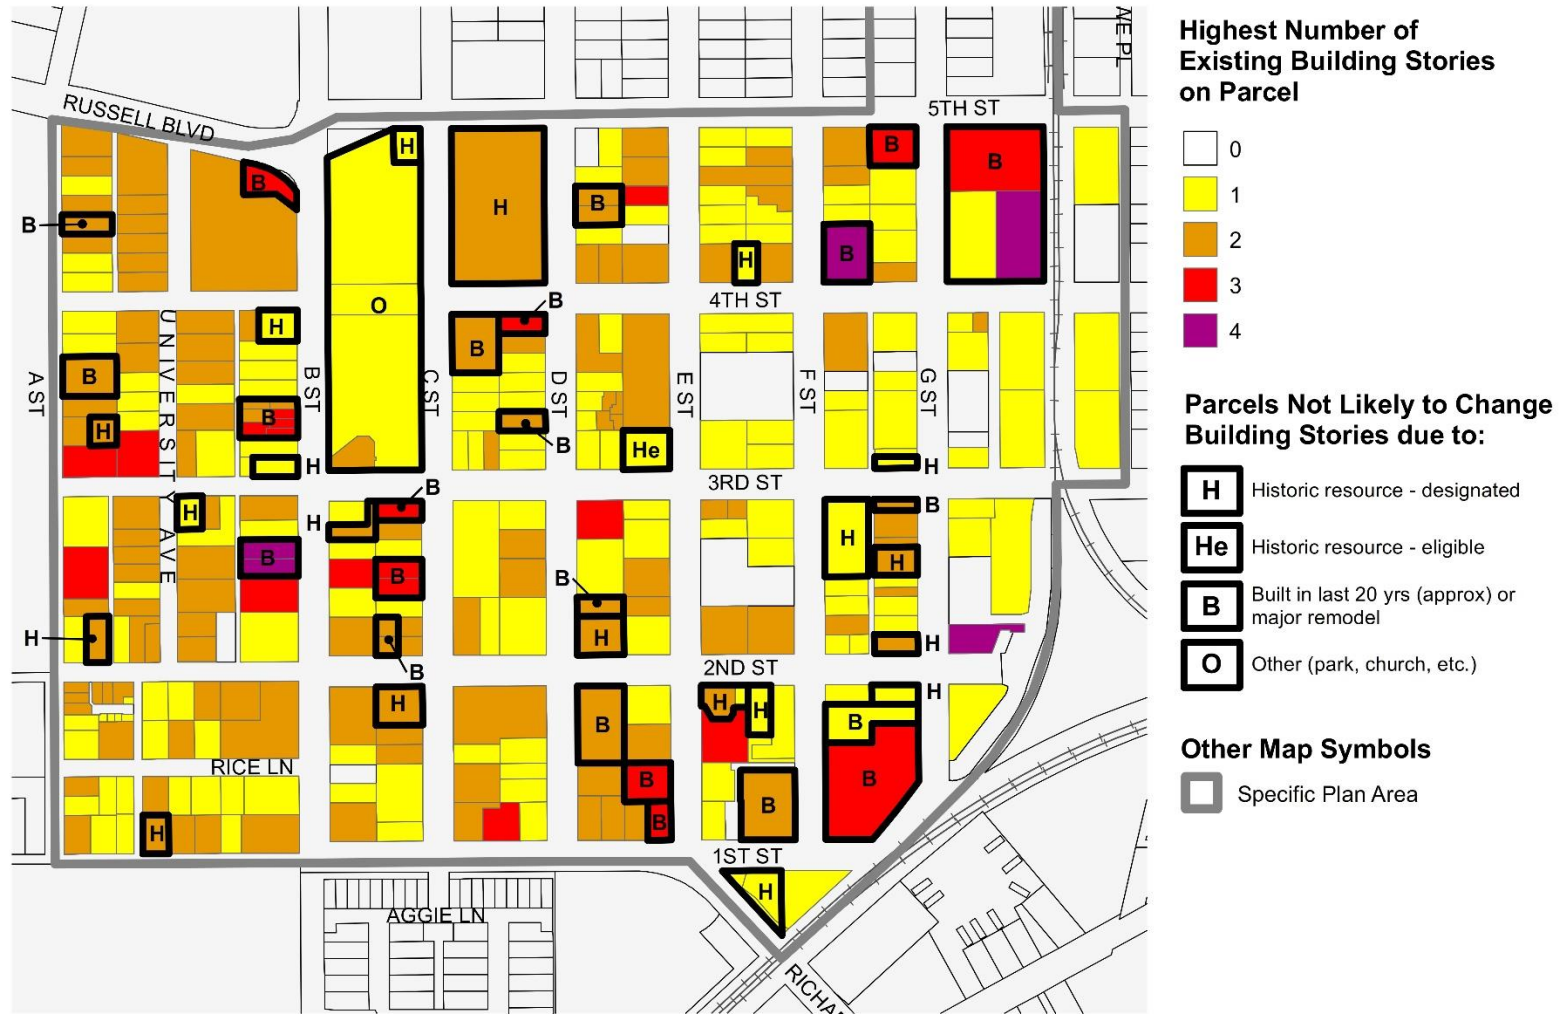 Highest Number of
Existing Building Stories
on Parcel
0
1
2
3
4
Parcels Not Likely to Change
Building Stories due to:
H Historic resource - designated
He Historic resource - eligible
B Built in last 20 yrs (approx) or
major remodel
O Other (park, church, etc.)
Other Map Symbols
Specific Plan Area
5TH ST
RUSSELL BLVD
H
B
B
B
H
B
B
B
H
B
4TH ST
O
B
H
B
B
A ST
UNIVERSITY AVE
B ST
C ST
D ST
E ST
F ST
G ST
H
B
B
He
H
H
3RD ST
B
H
H
B
H
B
B
H
B
H
H
B
H
2ND ST
B
H
B
H
H
H
B
RICE LN
B
B
B
B
H
1ST ST
H
AGGIE LN
RICHA
WE PL